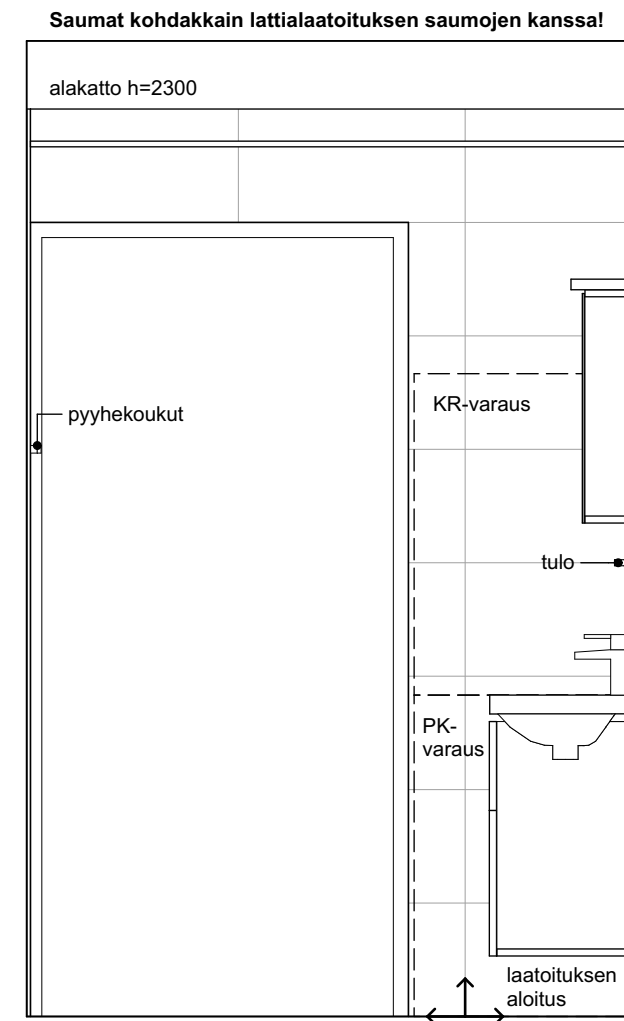 Saumat kohdakkain lattialaatoituksen saumojen kanssa!
alakatto h=2300
KR-varaus
pyyhekoukut
tulo
PK-
varaus
laatoituksen
aloitus